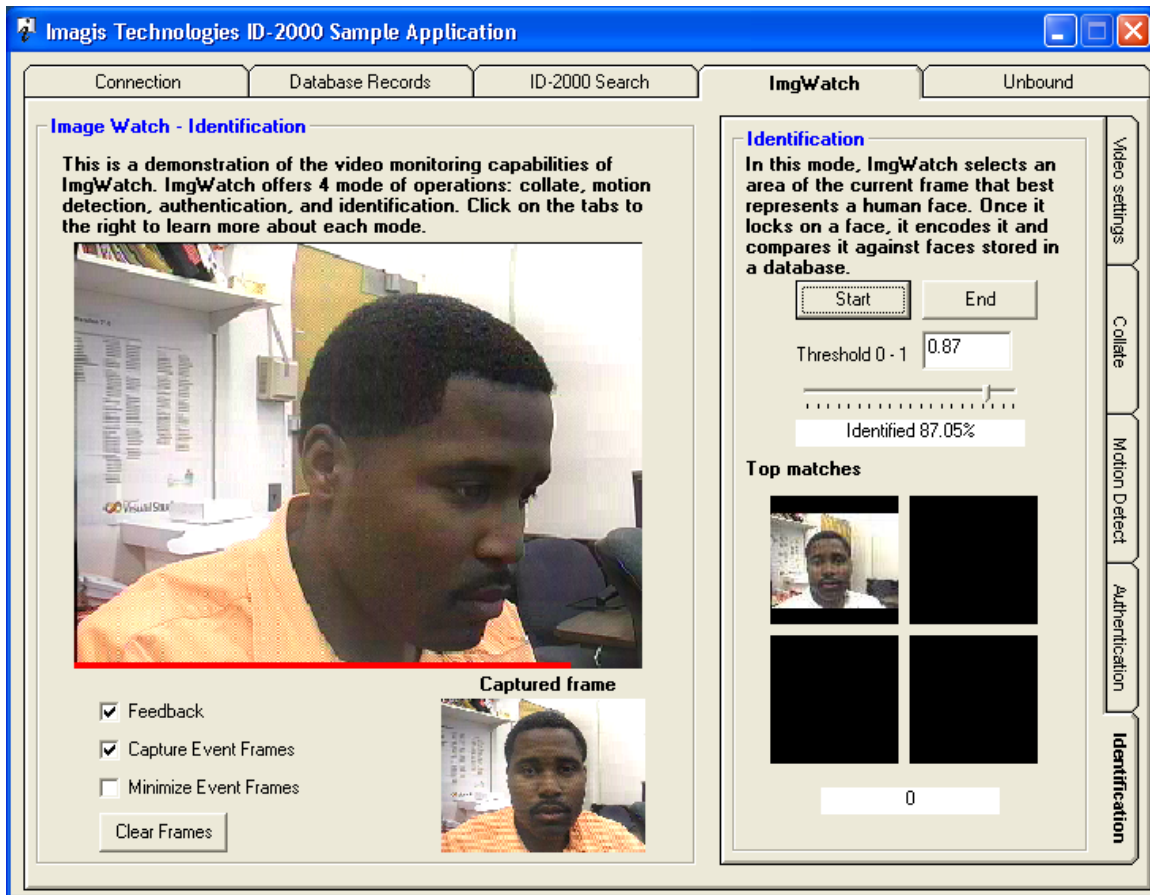 Imagis Technologies ID-2000 Sample Application
Connection
Database Records
ID-2000 Search
ImgWatch
Unbound
Image Watch - Identification
This is a demonstration of the video monitoring capabilities of
ImgWatch. ImgWatch offers 4 mode of operations: collate, motion
detection, authentication, and identification. Click on the tabs to
the right to learn more about each mode.
Captured frame
Feedback
Capture Event Frames
Minimize Event Frames
Clear Frames
Identification
In this mode, ImgWatch selects an
area of the current frame that best
represents a human face. Once it
locks on a face, it encodes it and
compares it against faces stored in
a database.
Start
End
Threshold 0 - 1
0.87
Identified 87.05%
Top matches
0
Video settings
Collate
Motion Detect
Authentication
Identification